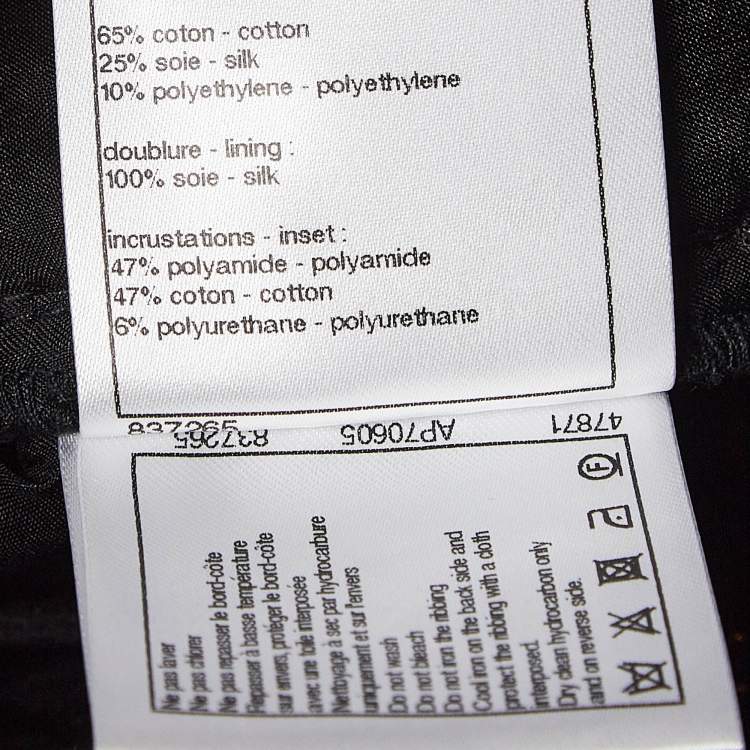 65% coton - cotton
25% soie - silk
10% polyethylene - polyethylene
doublure - lining :
100% soie - silk
incrustations - inset :
47% polyamide - polyamide
47% coton - cotton
6% polyurethane - polyurethane
837265
837265 AP70605 47871
Ne pas laver
Ne pas chlorer
Ne pas repasser le bord-côte
Repasser à basse température
sur envers, protéger le bord-côte
avec une toile interposée
Nettoyage à sec par hydrocarbure
uniquement et sur l'envers
Do not wash
Do not bleach
Do not iron the ribbing
Cool iron on the back side and
protect the ribbing with a cloth
interposed.
Dry clean hydrocarbon only
and on reverse side.
F